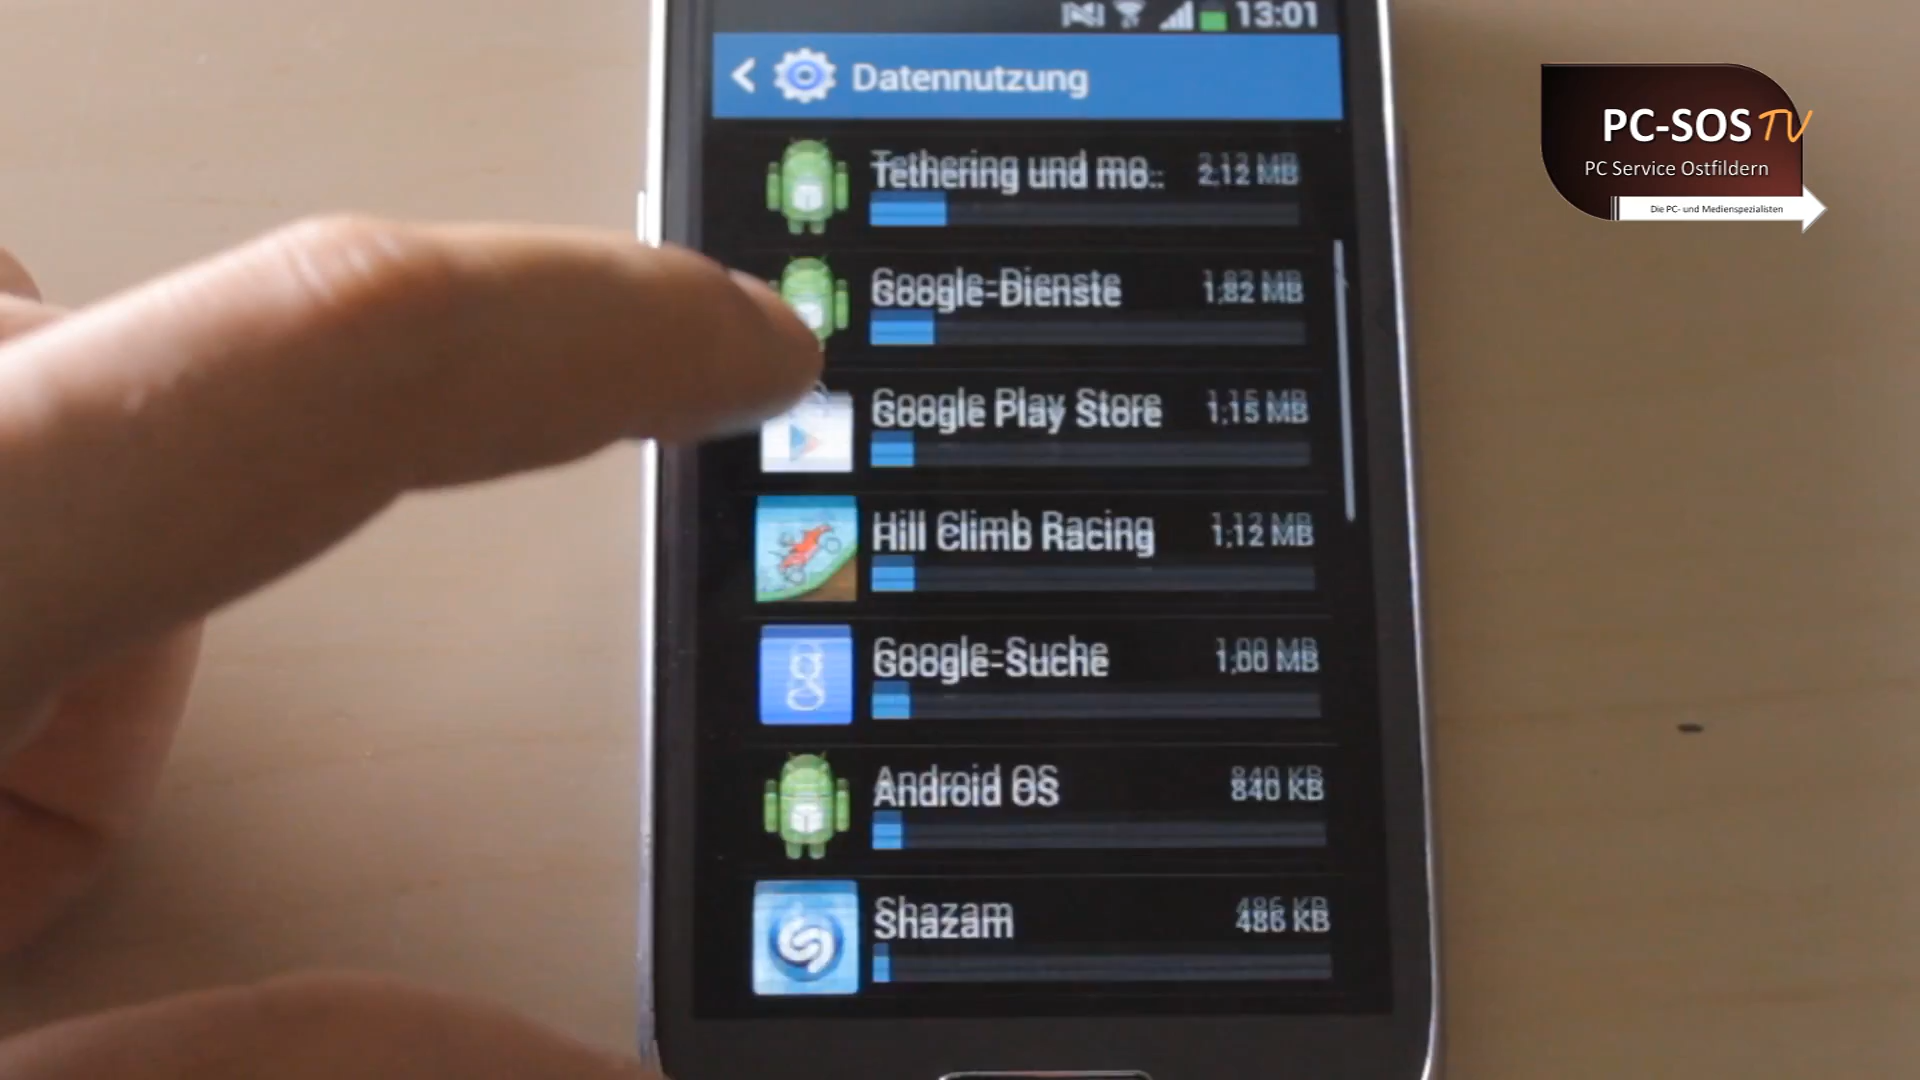 13:01
Datennutzung
Tethering und mo.. 2,12 MB
Google-Dienste 1,82 MB
Google Play Store 1,15 MB
Hill Climb Racing 1,12 MB
Google-Suche 1,00 MB
Android OS 840 KB
Shazam 486 KB
PC-SOS TV
PC Service Ostfildern
Die PC- und Medienspezialisten